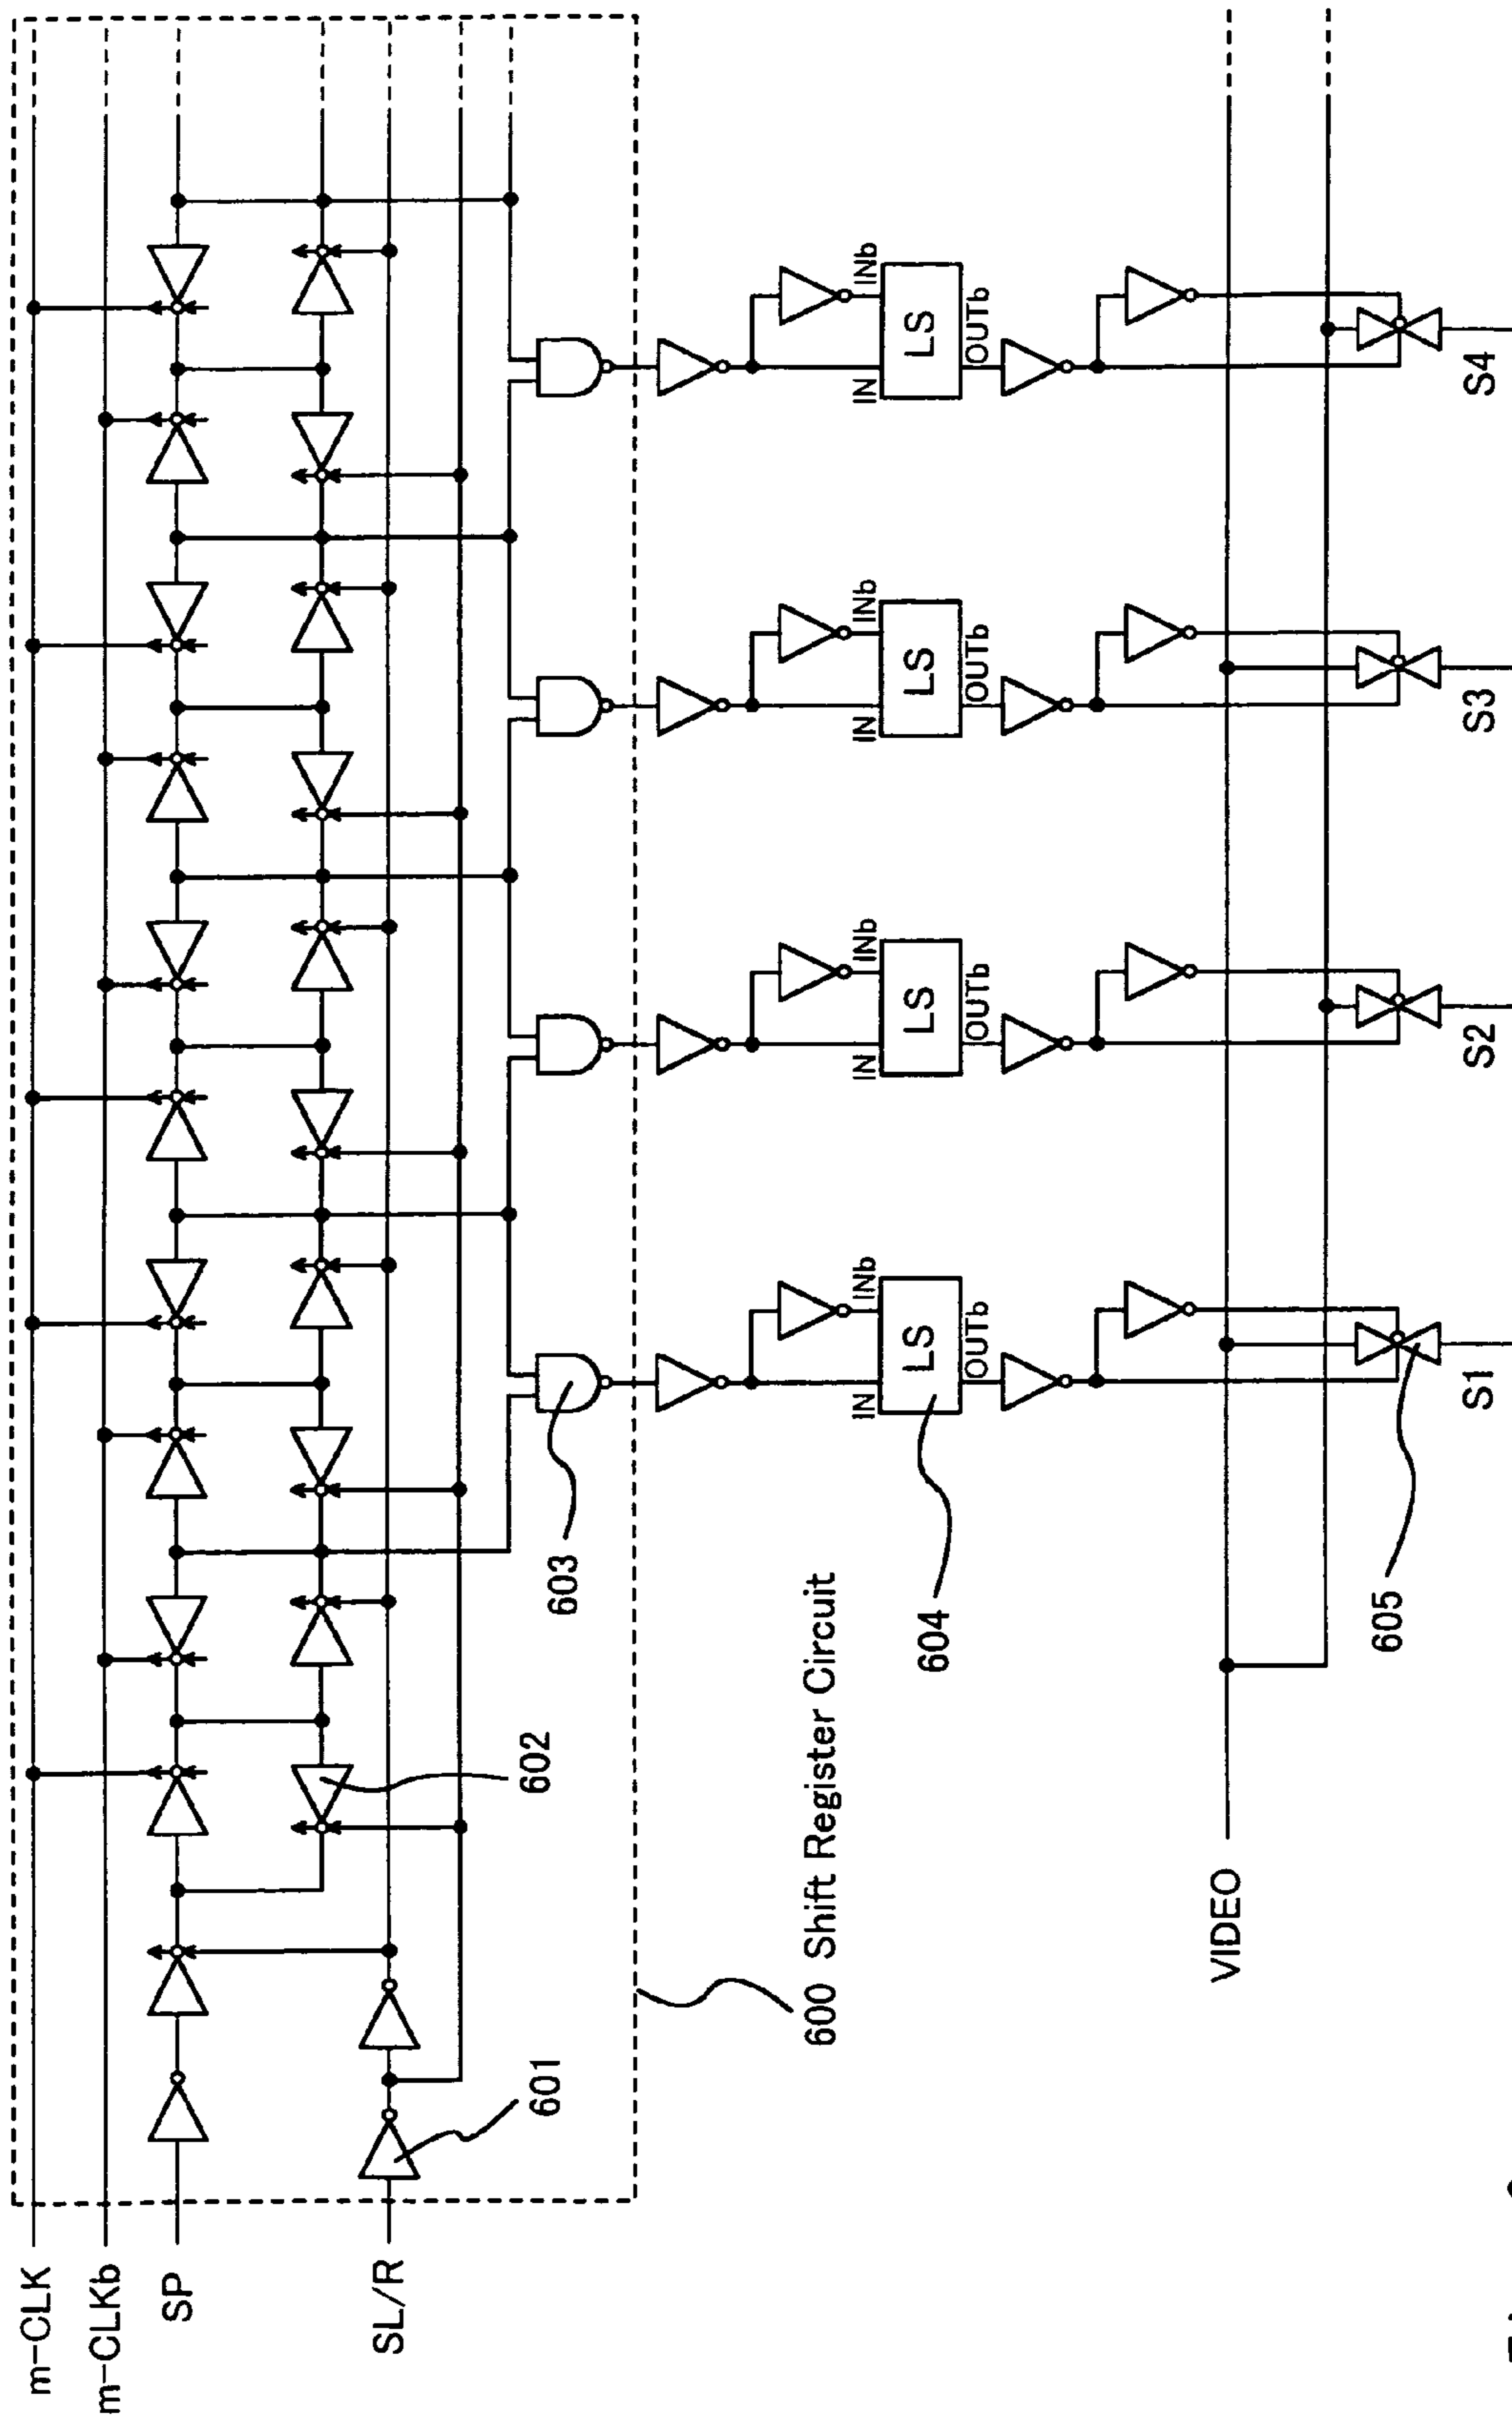 m-CLK
m-CLKb
SP
SL/R
601
602
603
600 Shift Register Circuit
IN
INb
LS
OUTb
IN
INb
LS
OUTb
IN
INb
LS
OUTb
IN
INb
LS
OUTb
604
VIDEO
605
S1
S2
S3
S4